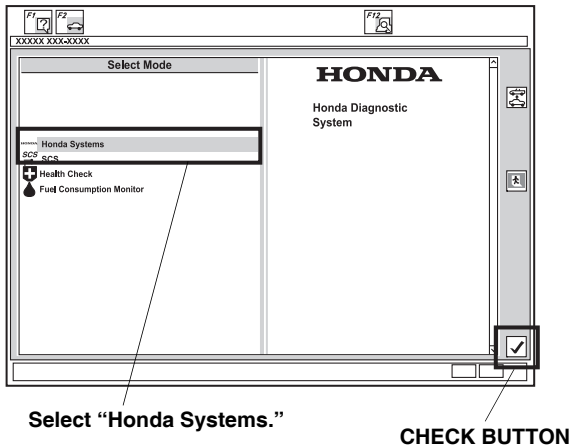 F1 F2 F12
XXXXX XXX-XXXX
Select Mode
HONDA
Honda Diagnostic
System
HONDA Honda Systems
SCS SCS
Health Check
Fuel Consumption Monitor
Select “Honda Systems.”
CHECK BUTTON